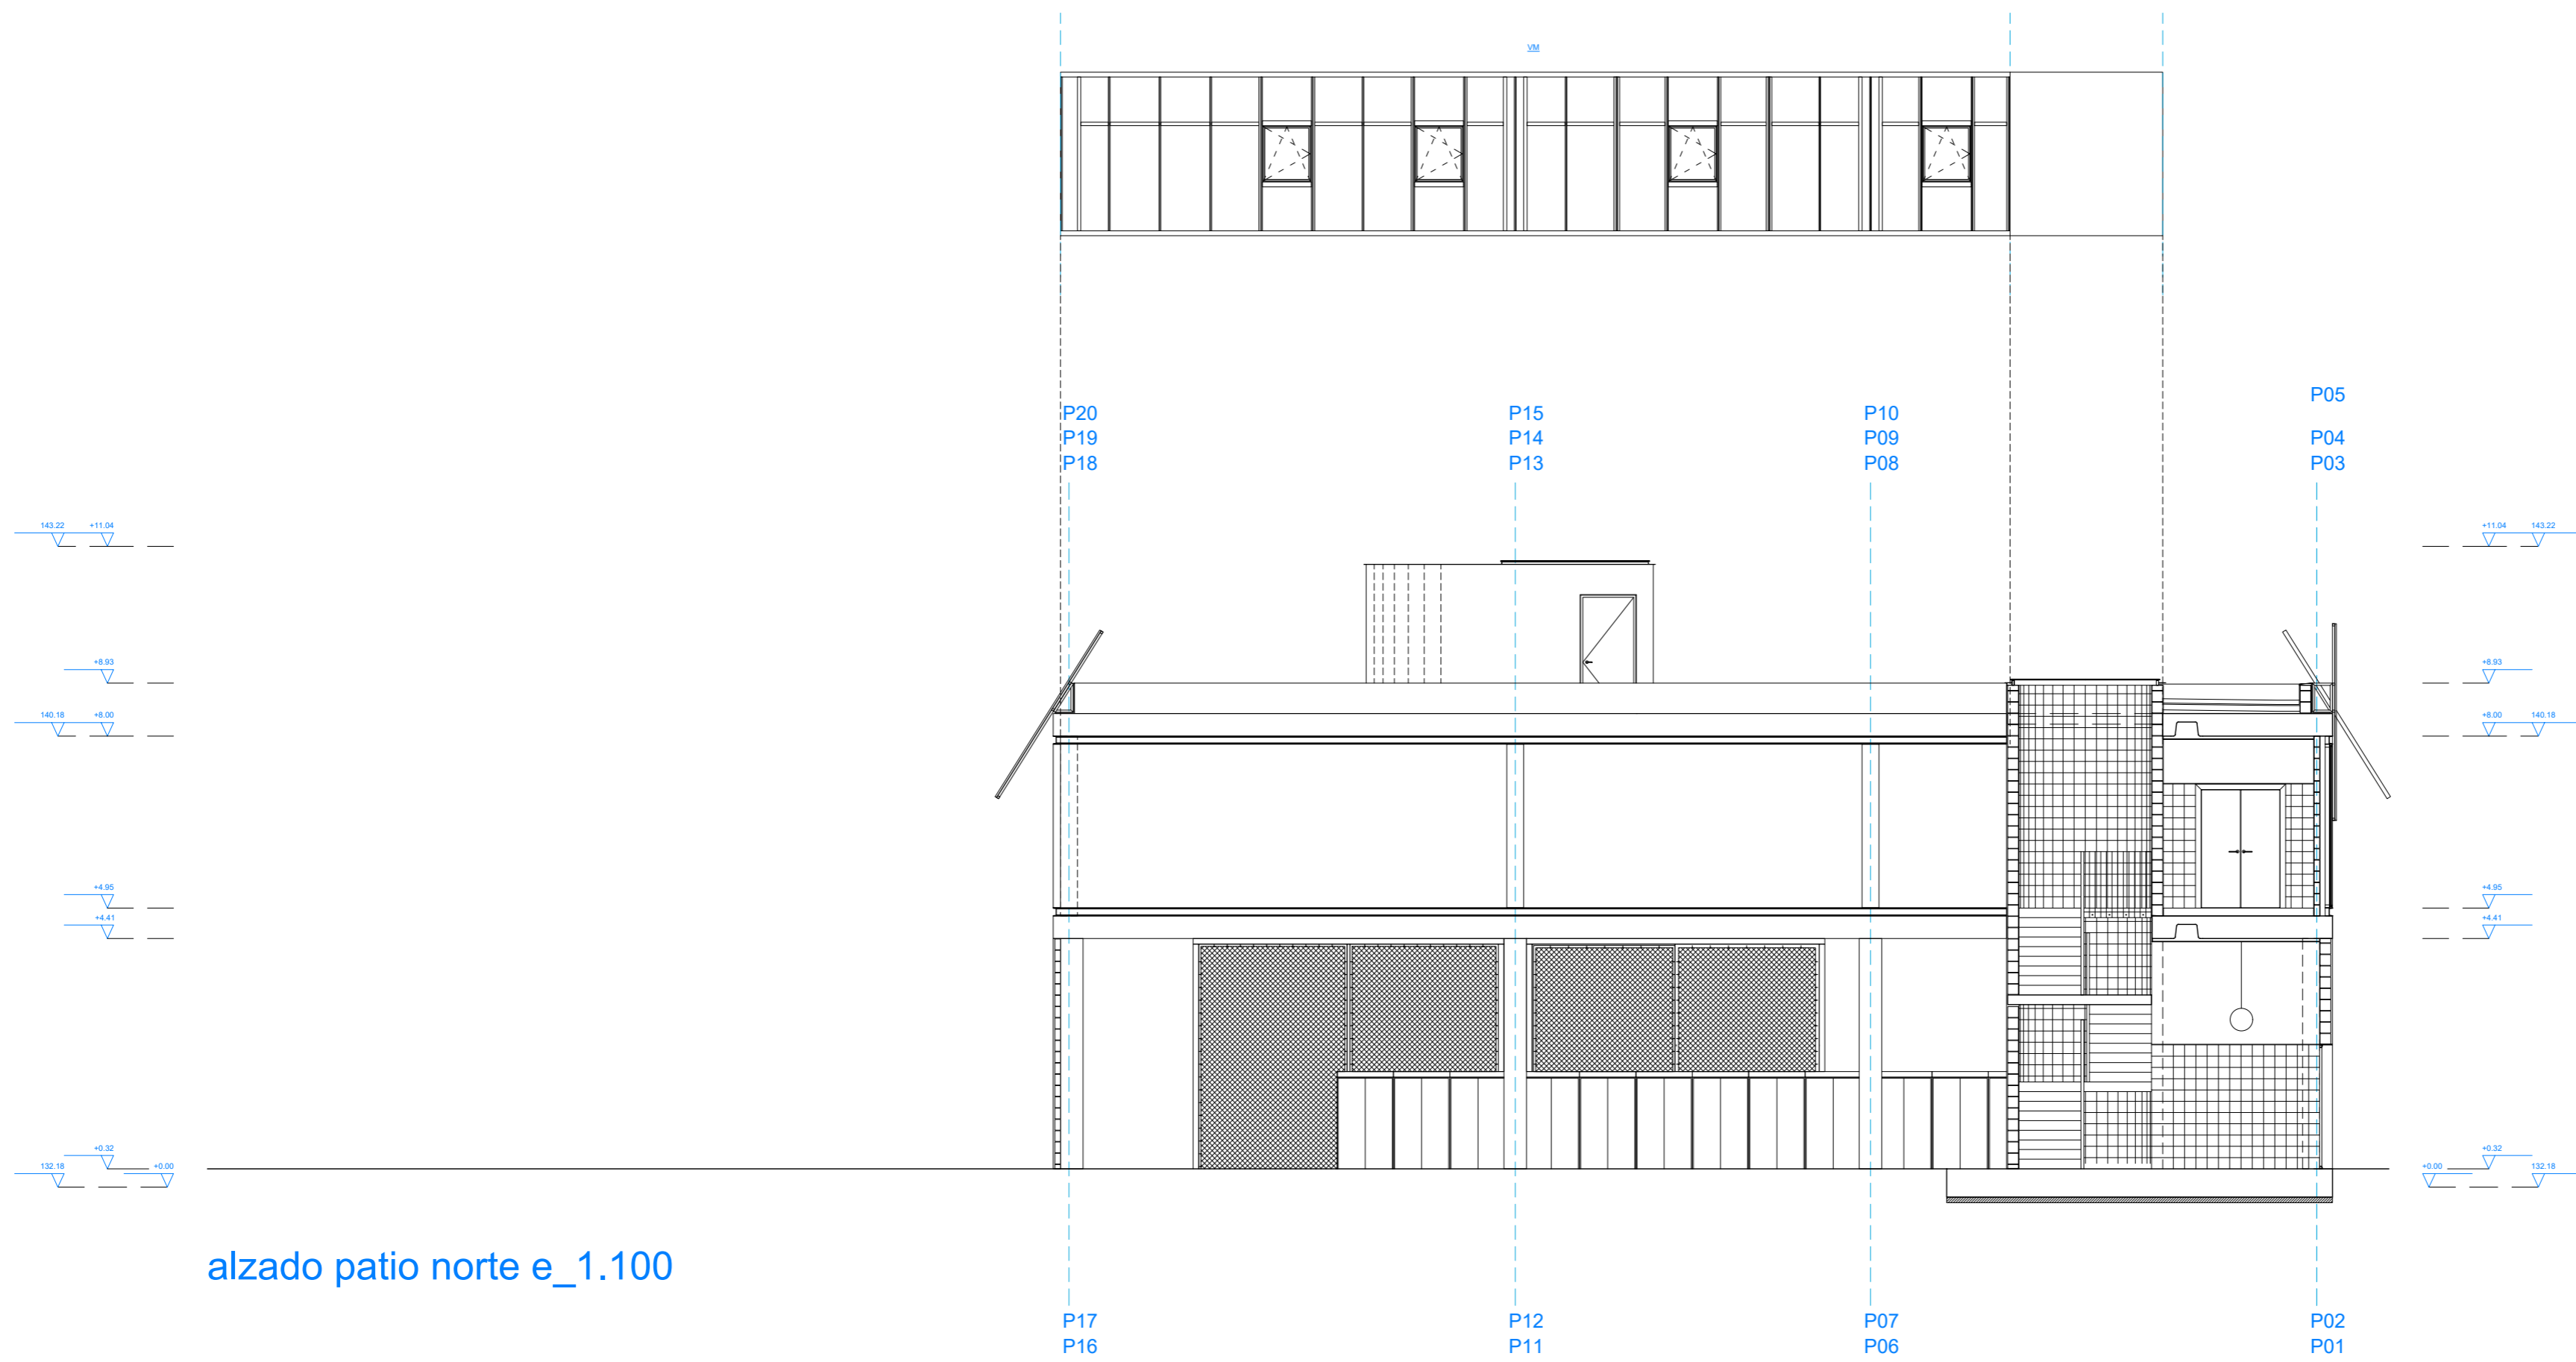 VM
P05
P20 P15 P10
P19 P14 P09 P04
P18 P13 P08 P03
143.22 +11.04 +11.04 143.22
+8.93 +8.93
140.18 +8.00 +8.00 140.18
+4.95 +4.95
+4.41 +4.41
+0.32 +0.32
132.18 +0.00 +0.00 132.18
alzado patio norte e_1.100
P17 P12 P07 P02
P16 P11 P06 P01